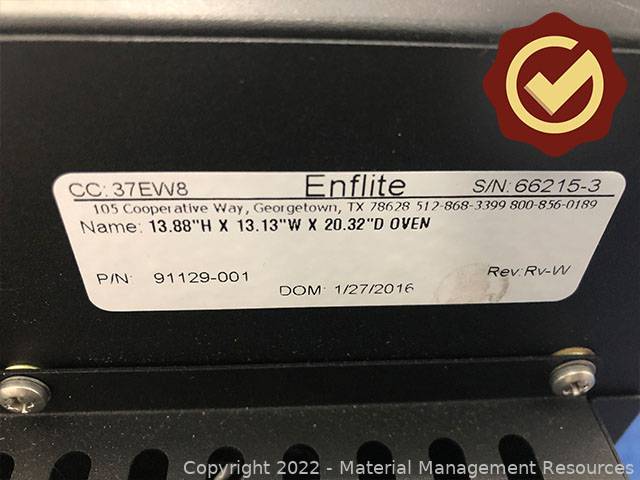 CC: 37EW8 Enflite S/N: 66215-3
105 Cooperative Way, Georgetown, TX 78628 512-868-3399 800-856-0189
Name: 13.88"H X 13.13"W X 20.32"D OVEN
P/N: 91129-001 Rev: Rv-W
DOM: 1/27/2016
Copyright 2022 - Material Management Resources